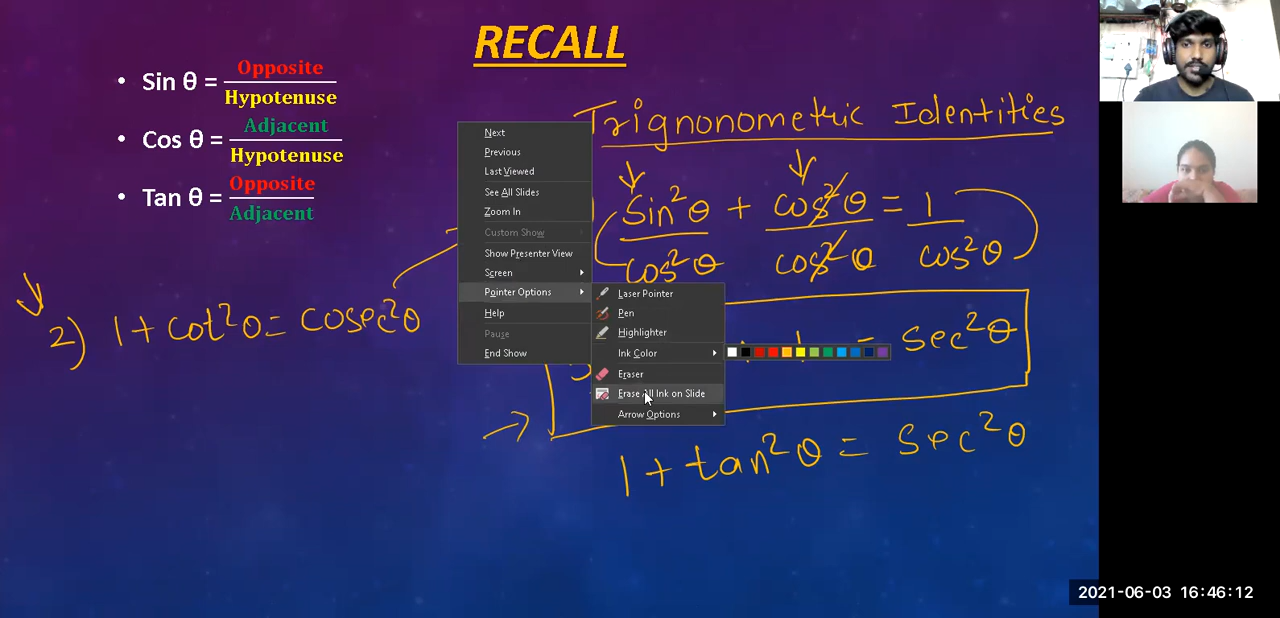 RECALL
• Sin θ = Opposite / Hypotenuse
• Cos θ = Adjacent / Hypotenuse
• Tan θ = Opposite / Adjacent
Trignonometric Identities
sin²θ / cos²θ + cos²θ / cos²θ = 1 / cos²θ
= sec²θ
1 + tan²θ = sec²θ
2) 1 + cot²θ = cosec²θ
Next
Previous
Last Viewed
See All Slides
Zoom In
Custom Show
Show Presenter View
Screen
Pointer Options
Help
Pause
End Show
Laser Pointer
Pen
Highlighter
Ink Color
Eraser
Erase All Ink on Slide
Arrow Options
2021-06-03 16:46:12